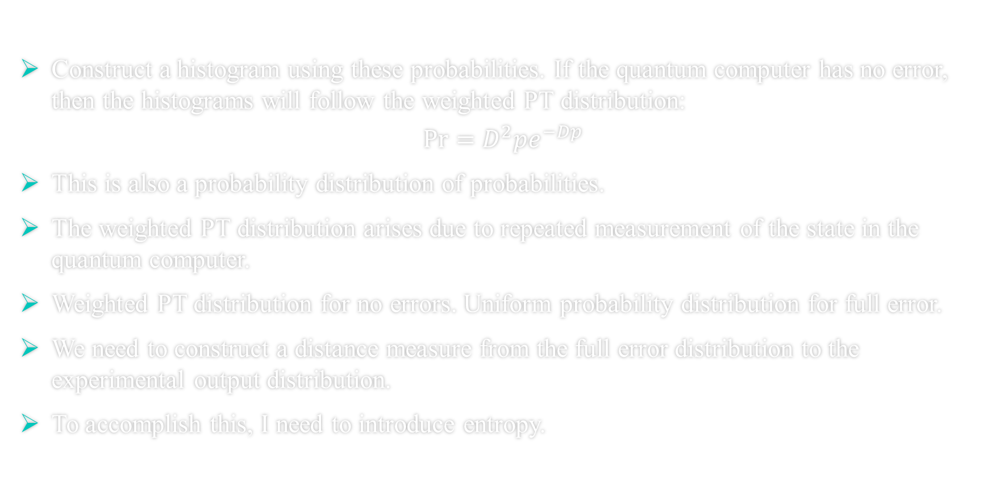 ➢ Construct a histogram using these probabilities. If the quantum computer has no error,
then the histograms will follow the weighted PT distribution:
Pr = D²pe⁻ᴰᵖ
➢ This is also a probability distribution of probabilities.
➢ The weighted PT distribution arises due to repeated measurement of the state in the
quantum computer.
➢ Weighted PT distribution for no errors. Uniform probability distribution for full error.
➢ We need to construct a distance measure from the full error distribution to the
experimental output distribution.
➢ To accomplish this, I need to introduce entropy.